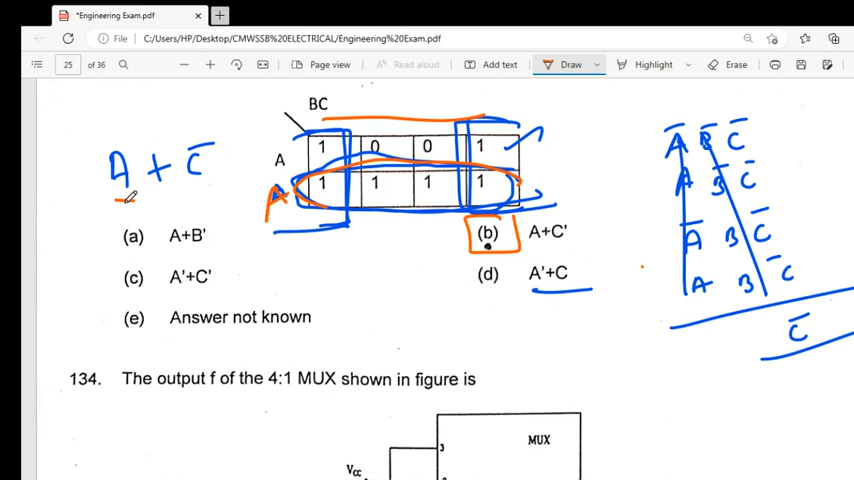 *Engineering Exam.pdf
File | C:/Users/HP/Desktop/CMWSSB%20ELECTRICAL/Engineering%20Exam.pdf
25 of 36 Page view Read aloud Add text Draw Highlight Erase
BC
1 0 0 1
A
1 1 1 1
A
A + C̅
A̅ B̅ C̅
A B̅ C̅
A̅ B C̅
A B C̅
C̅
(a) A+B'
(b) A+C'
(c) A'+C'
(d) A'+C
(e) Answer not known
134. The output f of the 4:1 MUX shown in figure is
MUX
3
Vcc